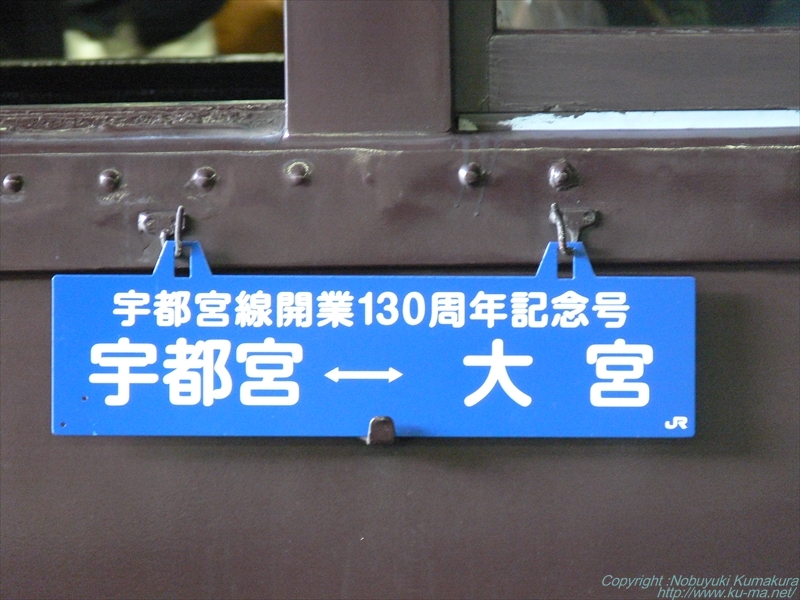 宇都宮線開業130周年記念号
宇都宮 ↔ 大宮
JR
Copyright :Nobuyuki Kumakura
http://www.ku-ma.net/